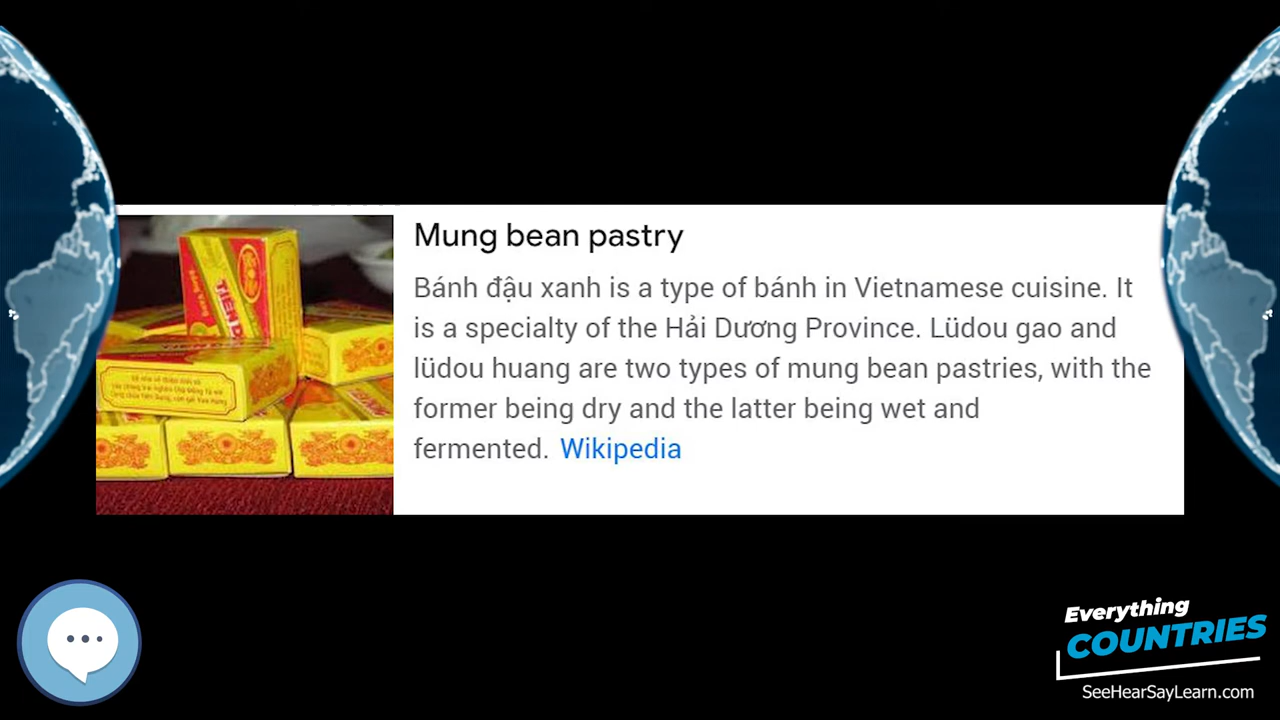 Mung bean pastry
Bánh đậu xanh is a type of bánh in Vietnamese cuisine. It
is a specialty of the Hải Dương Province. Lüdou gao and
lüdou huang are two types of mung bean pastries, with the
former being dry and the latter being wet and
fermented. Wikipedia
Everything
COUNTRIES
SeeHearSayLearn.com